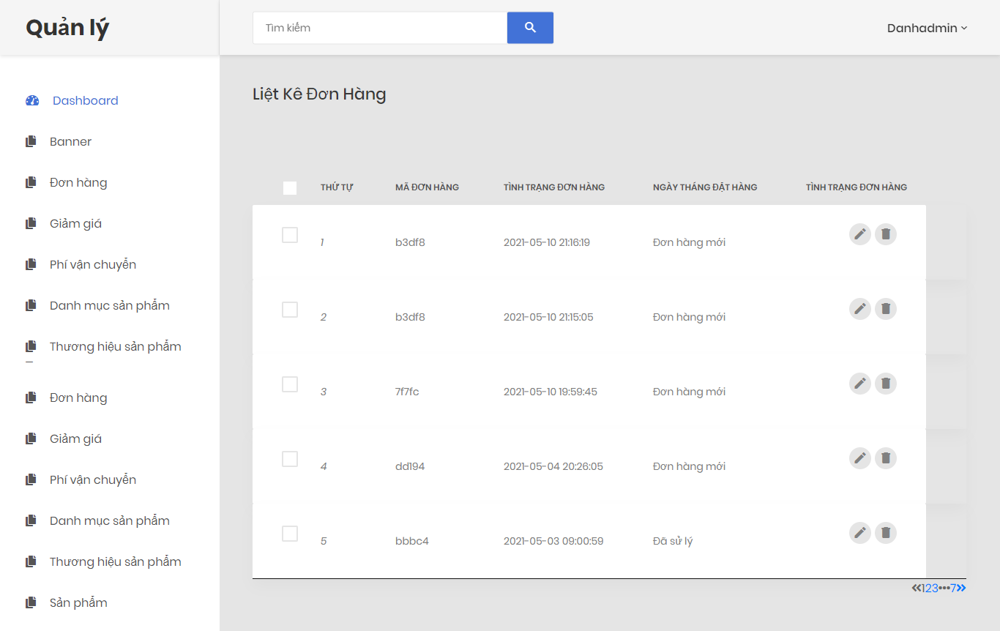 Quản lý
Tìm kiếm
Danhadmin
Dashboard
Banner
Đơn hàng
Giảm giá
Phí vận chuyển
Danh mục sản phẩm
Thương hiệu sản phẩm
_
Đơn hàng
Giảm giá
Phí vận chuyển
Danh mục sản phẩm
Thương hiệu sản phẩm
Sản phẩm
Liệt Kê Đơn Hàng
THỨ TỰ MÃ ĐƠN HÀNG TÌNH TRẠNG ĐƠN HÀNG NGÀY THÁNG ĐẶT HÀNG TÌNH TRẠNG ĐƠN HÀNG
1 b3df8 2021-05-10 21:16:19 Đơn hàng mới
2 b3df8 2021-05-10 21:15:05 Đơn hàng mới
3 7f7fc 2021-05-10 19:59:45 Đơn hàng mới
4 dd194 2021-05-04 20:26:05 Đơn hàng mới
5 bbbc4 2021-05-03 09:00:59 Đã sử lý
«123•••7»